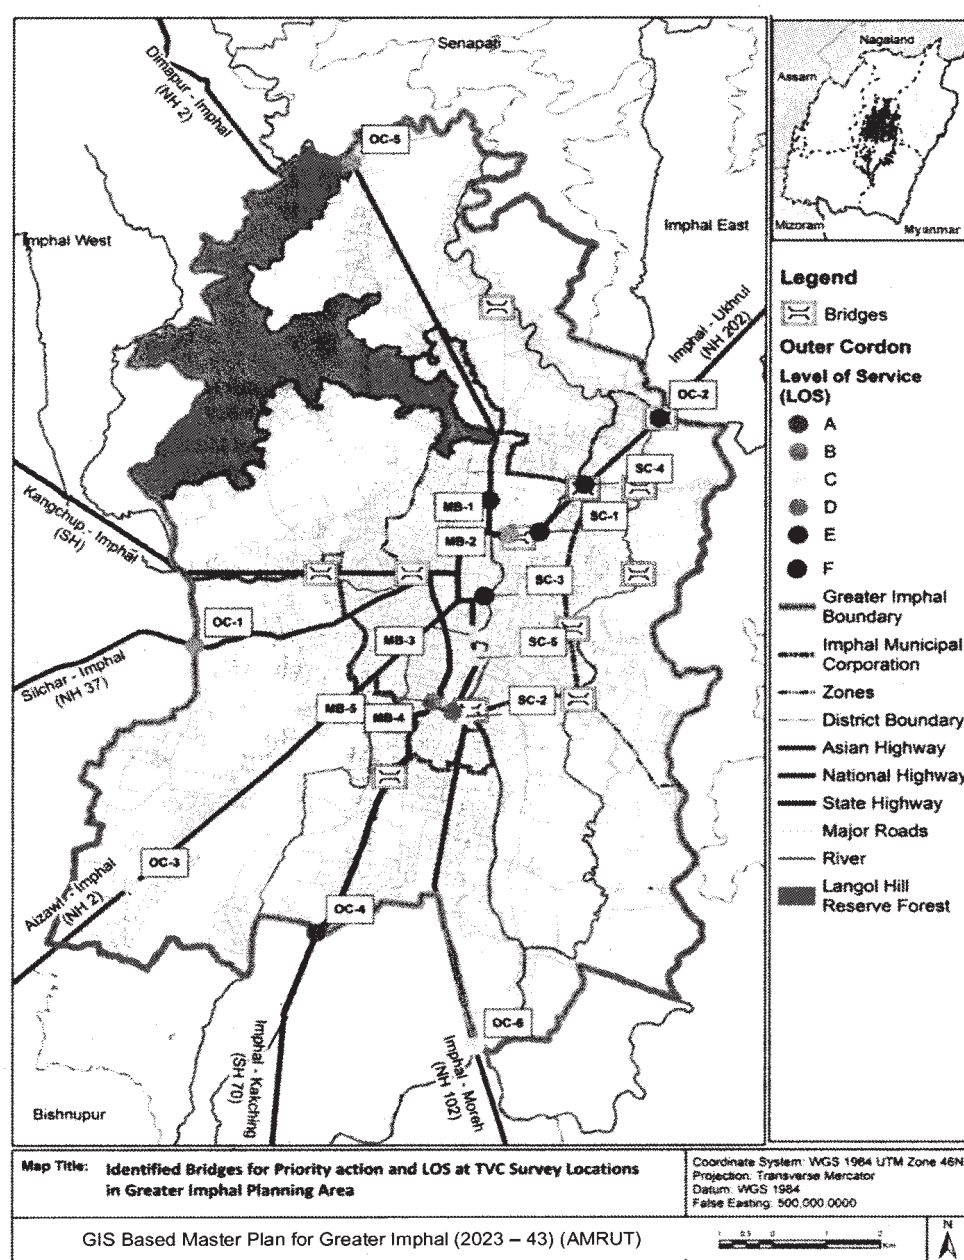 Senapati
Dimapur - Imphal
(NH 2)
OC-5
Imphal West
Imphal East
Imphal - Ukhrul
(NH 202)
OC-2
SC-4
MB-1
SC-1
MB-2
Kangchup - Imphal
(SH)
SC-3
OC-1
MB-3
SC-5
Silchar - Imphal
(NH 37)
MB-5
MB-4
SC-2
OC-3
Aizawl - Imphal
(NH 2)
OC-4
OC-6
Imphal - Kakching
(SH 70)
Imphal - Moreh
(NH 102)
Bishnupur
Nagaland
Assam
Mizoram
Myanmar
Legend
Bridges
Outer Cordon
Level of Service
(LOS)
A
B
C
D
E
F
Greater Imphal
Boundary
Imphal Municipal
Corporation
Zones
District Boundary
Asian Highway
National Highway
State Highway
Major Roads
River
Langol Hill
Reserve Forest
Map Title: Identified Bridges for Priority action and LOS at TVC Survey Locations
in Greater Imphal Planning Area
Coordinate System: WGS 1984 UTM Zone 46N
Projection: Transverse Mercator
Datum: WGS 1984
False Easting: 500,000.0000
GIS Based Master Plan for Greater Imphal (2023 – 43) (AMRUT)
N